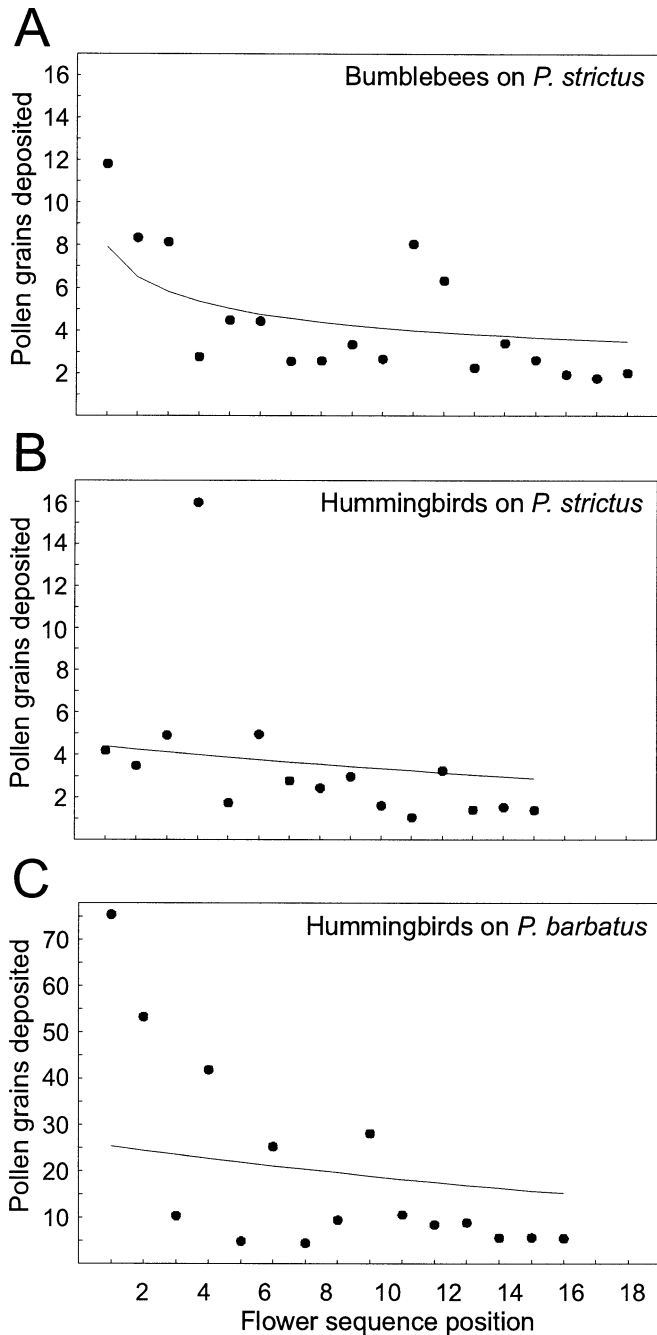 A
Bumblebees on P. strictus
Pollen grains deposited
16
14
12
10
8
6
4
2
B
Hummingbirds on P. strictus
Pollen grains deposited
16
14
12
10
8
6
4
2
C
Hummingbirds on P. barbatus
Pollen grains deposited
70
60
50
40
30
20
10
2 4 6 8 10 12 14 16 18
Flower sequence position